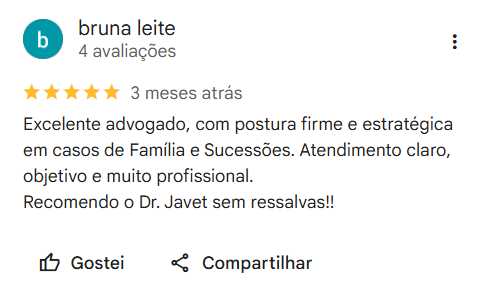 b
bruna leite
4 avaliações
3 meses atrás
Excelente advogado, com postura firme e estratégica
em casos de Família e Sucessões. Atendimento claro,
objetivo e muito profissional.
Recomendo o Dr. Javet sem ressalvas!!
Gostei
Compartilhar